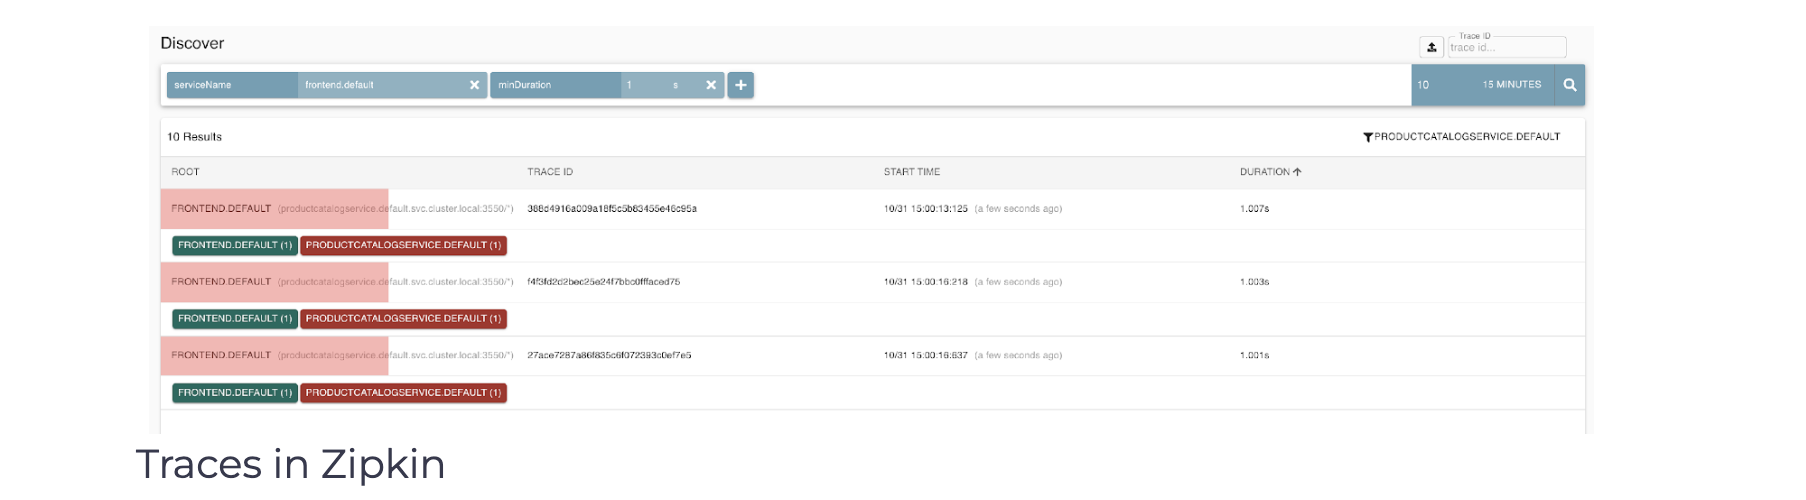 Discover
Trace ID
trace id...
serviceName frontend.default minDuration 1 s
10 15 MINUTES
10 Results
PRODUCTCATALOGSERVICE.DEFAULT
ROOT TRACE ID START TIME DURATION
FRONTEND.DEFAULT (productcatalogservice.default.svc.cluster.local:3550/*) 388d4916a009a18f5c5b83455e46c95a 10/31 15:00:13:125 (a few seconds ago) 1.007s
FRONTEND.DEFAULT (1) PRODUCTCATALOGSERVICE.DEFAULT (1)
FRONTEND.DEFAULT (productcatalogservice.default.svc.cluster.local:3550/*) f4f3fd2d2bec25e24f7bbc0fffaced75 10/31 15:00:16:218 (a few seconds ago) 1.003s
FRONTEND.DEFAULT (1) PRODUCTCATALOGSERVICE.DEFAULT (1)
FRONTEND.DEFAULT (productcatalogservice.default.svc.cluster.local:3550/*) 27ace7287a86f835c6f072393c0ef7e5 10/31 15:00:16:637 (a few seconds ago) 1.001s
FRONTEND.DEFAULT (1) PRODUCTCATALOGSERVICE.DEFAULT (1)
Traces in Zipkin